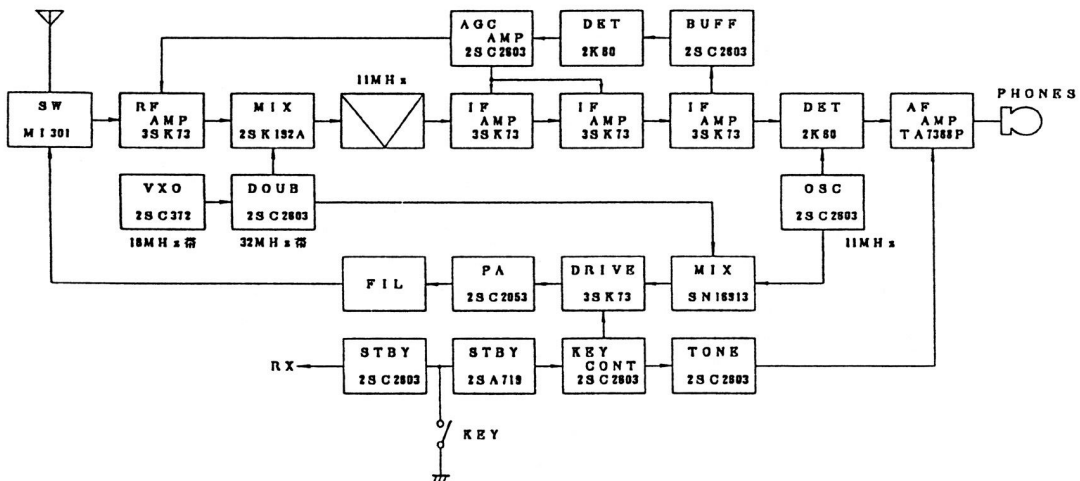 AGC AMP 2SC2603
DET 2K60
BUFF 2SC2603
11MHz
PHONES
SW MI301
RF AMP 3SK73
MIX 2SK192A
IF AMP 3SK73
IF AMP 3SK73
IF AMP 3SK73
DET 2K60
AF AMP TA7368P
VXO 2SC372
DOUB 2SC2603
OSC 2SC2603
16MHz帯
32MHz帯
11MHz
FIL
PA 2SC2053
DRIVE 3SK73
MIX SN16913
RX
STBY 2SC2603
STBY 2SA719
KEY CONT 2SC2603
TONE 2SC2603
KEY